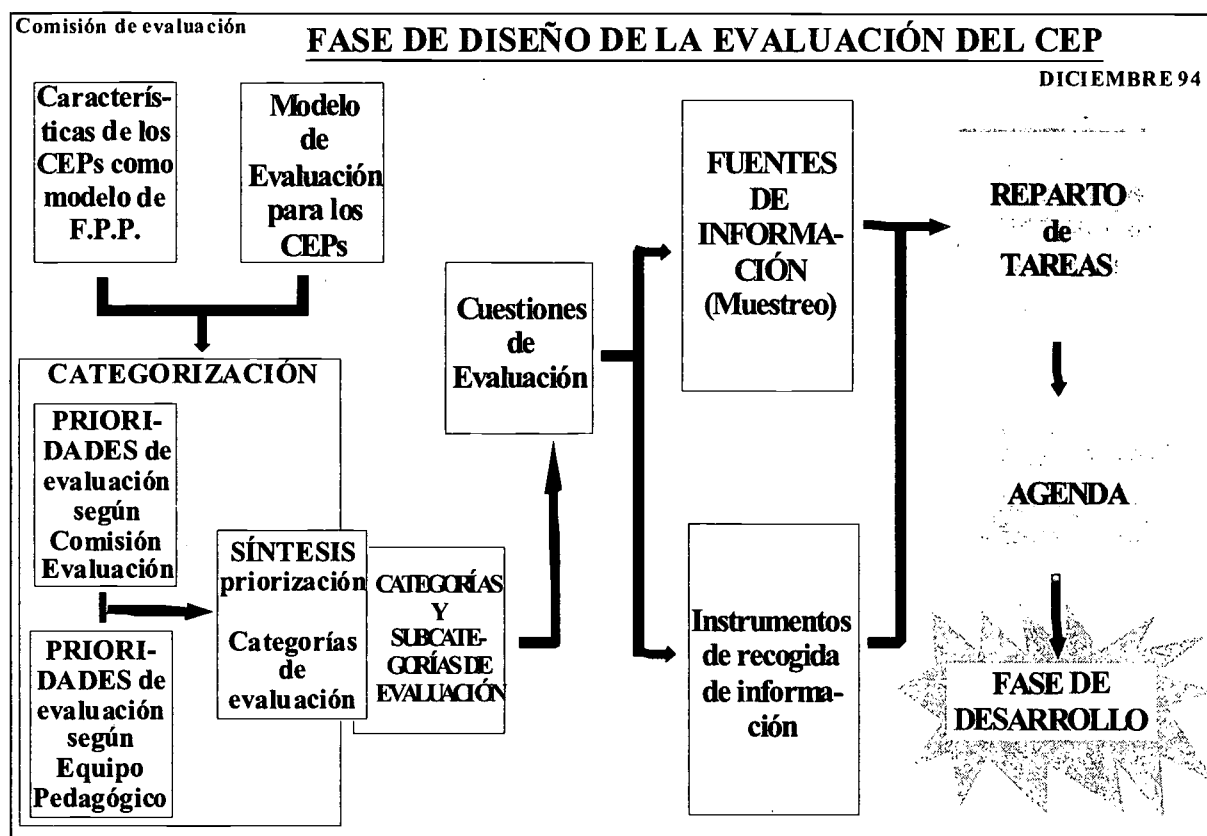 Comisión de evaluación
FASE DE DISEÑO DE LA EVALUACIÓN DEL CEP
DICIEMBRE 94
Caracterís-
ticas de los
CEPs como
modelo de
F.P.P.
Modelo
de
Evaluación
para los
CEPs
CATEGORIZACIÓN
PRIORI-
DADES de
evaluación
según
Comisión
Evaluación
PRIORI-
DADES de
evaluación
según
Equipo
Pedagógico
SÍNTESIS
priorización
Categorías
de
evaluación
CATEGORÍAS
Y
SUBCATE-
GORÍAS DE
EVALUACIÓN
Cuestiones
de
Evaluación
FUENTES
DE
INFORMA-
CIÓN
(Muestreo)
Instrumentos
de recogida
de informa-
ción
REPARTO
de
TAREAS
AGENDA
FASE DE
DESARROLLO